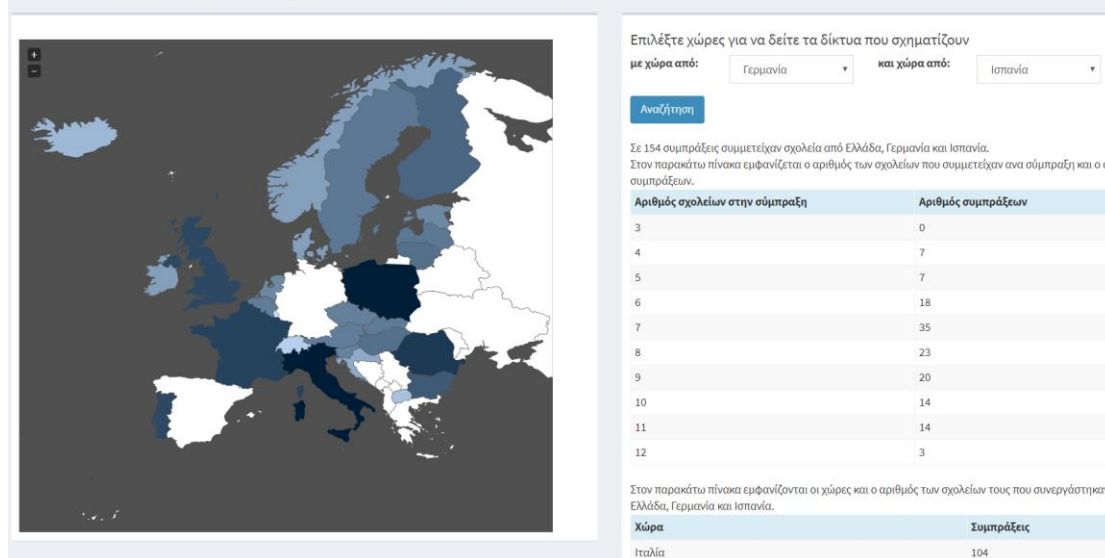 +
−
Επιλέξτε χώρες για να δείτε τα δίκτυα που σχηματίζουν
με χώρα από: Γερμανία και χώρα από: Ισπανία
Αναζήτηση
Σε 154 συμπράξεις συμμετείχαν σχολεία από Ελλάδα, Γερμανία και Ισπανία.
Στον παρακάτω πίνακα εμφανίζεται ο αριθμός των σχολείων που συμμετείχαν ανα σύμπραξη και ο
συμπράξεων.
Αριθμός σχολείων στην σύμπραξη Αριθμός συμπράξεων
3 0
4 7
5 7
6 18
7 35
8 23
9 20
10 14
11 14
12 3
Στον παρακάτω πίνακα εμφανίζονται οι χώρες και ο αριθμός των σχολείων τους που συνεργάστηκαν
Ελλάδα, Γερμανία και Ισπανία.
Χώρα Συμπράξεις
Ιταλία 104